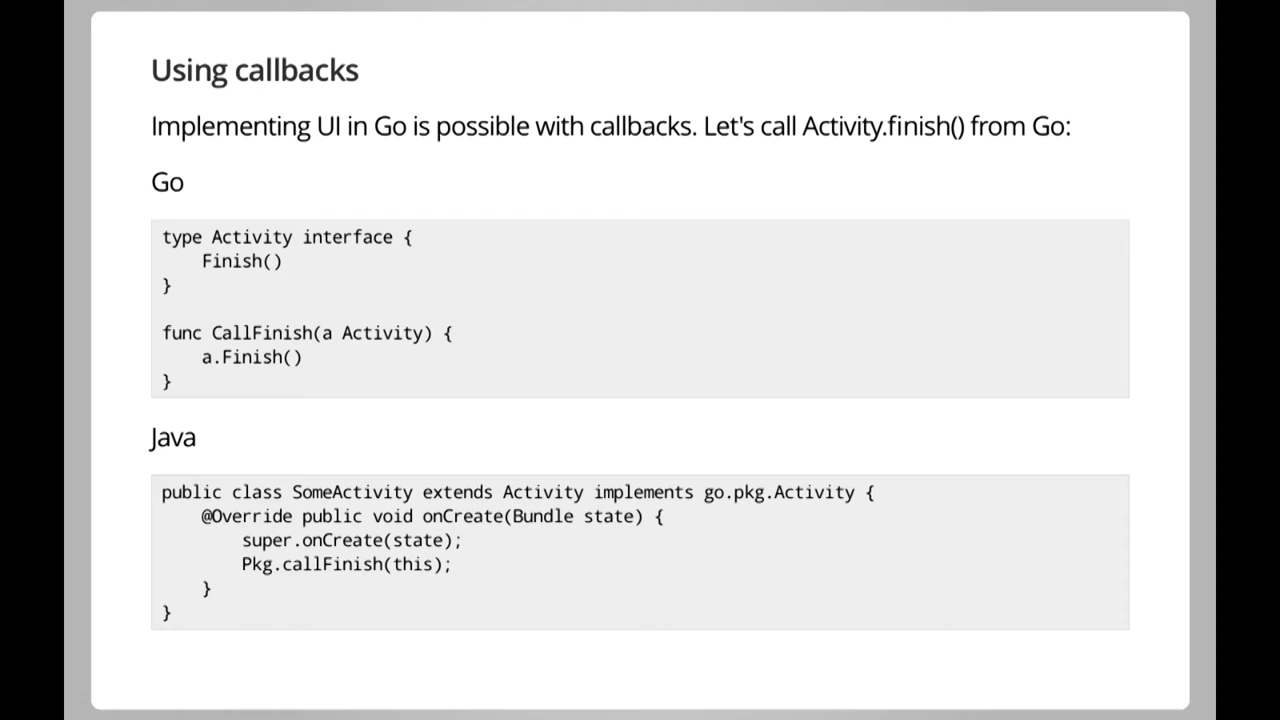 Using callbacks
Implementing UI in Go is possible with callbacks. Let's call Activity.finish() from Go:
Go
type Activity interface {
    Finish()
}

func CallFinish(a Activity) {
    a.Finish()
}
Java
public class SomeActivity extends Activity implements go.pkg.Activity {
    @Override public void onCreate(Bundle state) {
        super.onCreate(state);
        Pkg.callFinish(this);
    }
}